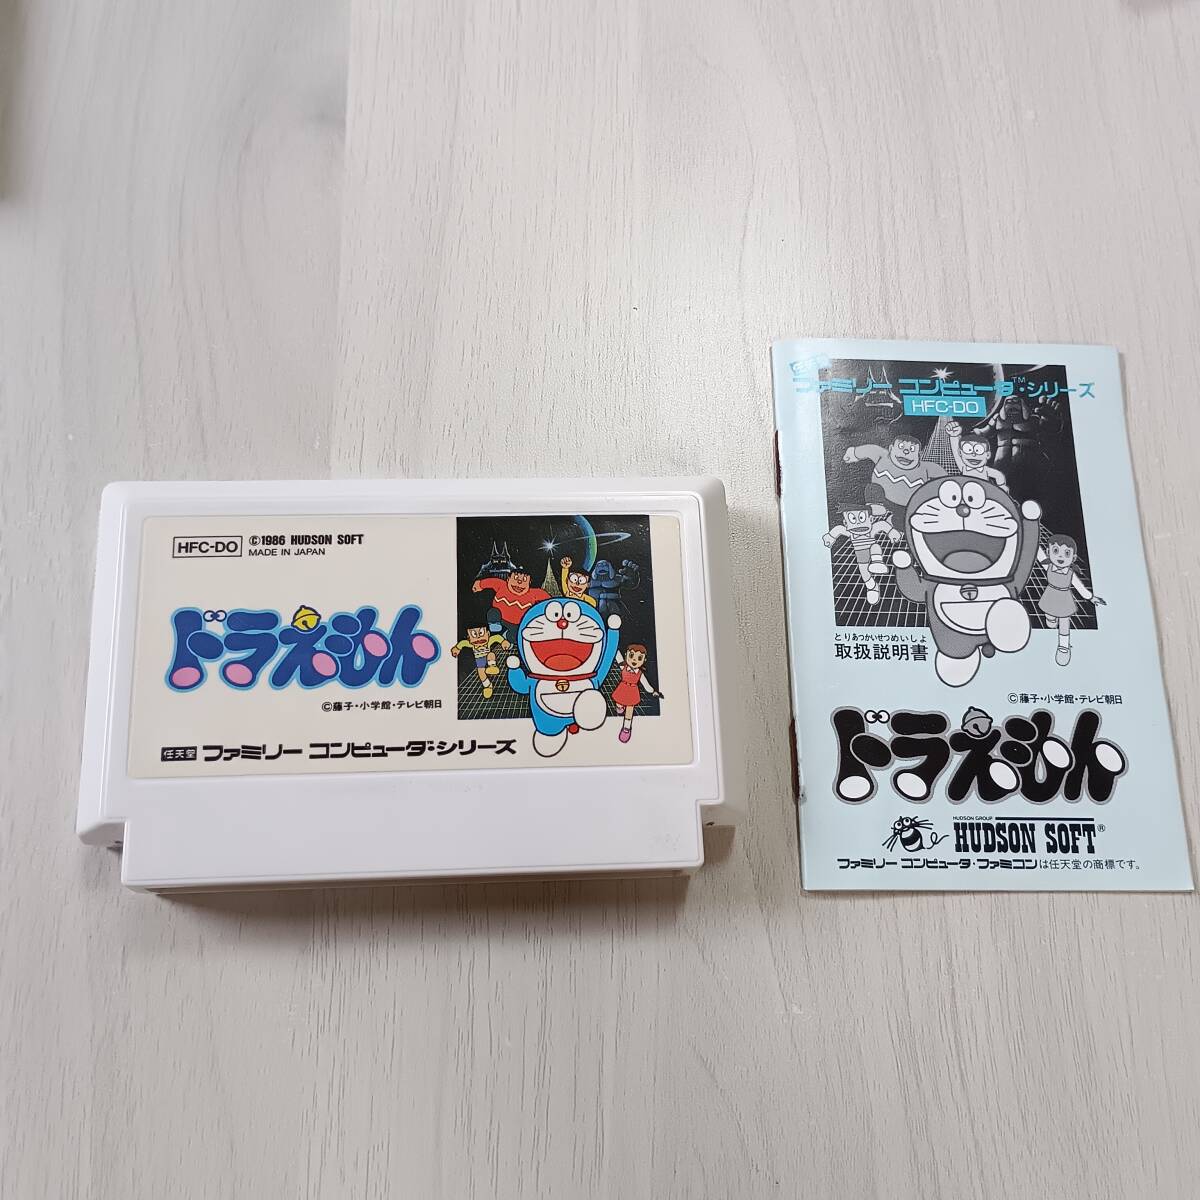 HFC-DO
©1986 HUDSON SOFT
MADE IN JAPAN
ドラえもん
©藤子・小学館・テレビ朝日
任天堂 ファミリー コンピュータ・シリーズ
任天堂
ファミリー コンピュータ™・シリーズ
HFC-DO
とりあつかいせつめいしょ
取扱説明書
©藤子・小学館・テレビ朝日
ドラえもん
HUDSON GROUP
HUDSON SOFT®
ファミリー コンピュータ・ファミコンは任天堂の商標です。